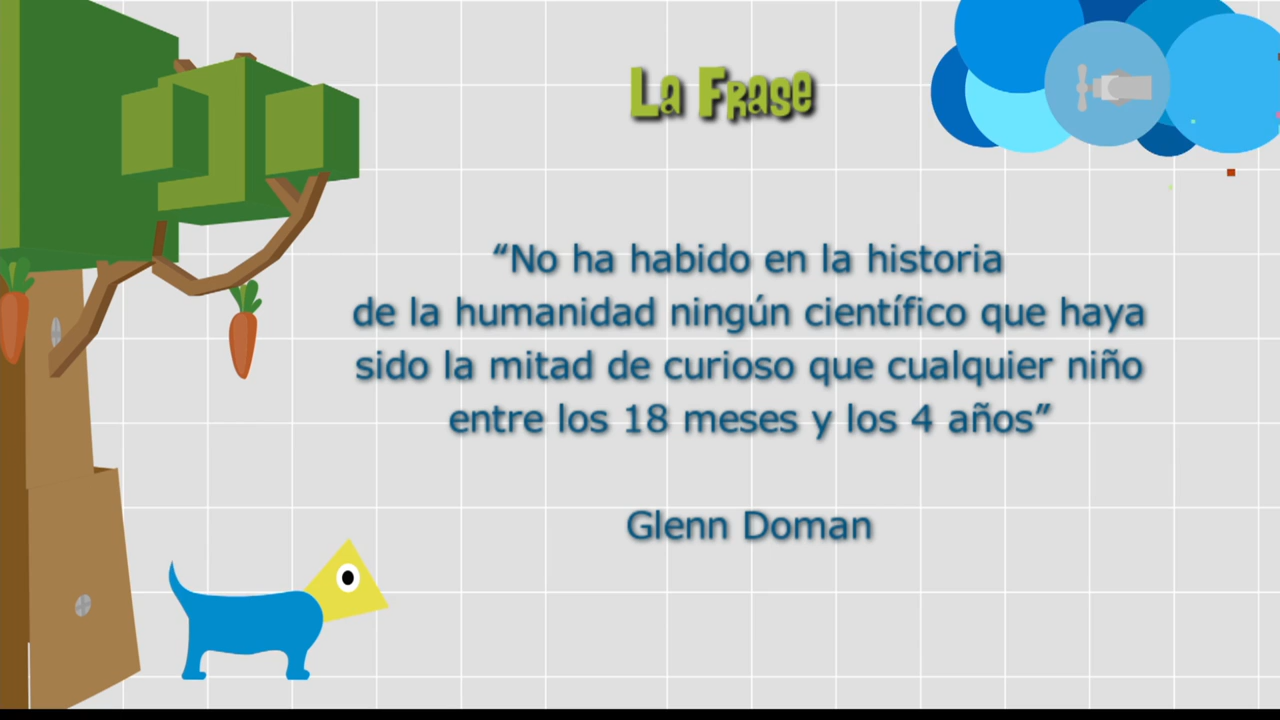 La Frase
“No ha habido en la historia
de la humanidad ningún científico que haya
sido la mitad de curioso que cualquier niño
entre los 18 meses y los 4 años”
Glenn Doman